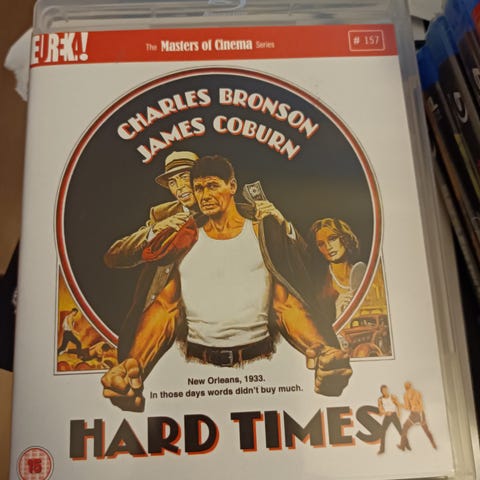 EUREKA!
The Masters of Cinema Series
# 157
CHARLES BRONSON
JAMES COBURN
New Orleans, 1933.
In those days words didn't buy much.
HARD TIMES
15